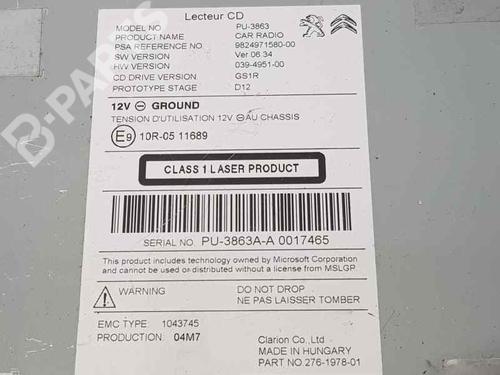 Lecteur CD
MODEL NO PU-3863
PRODUCT NAME CAR RADIO
PSA REFERENCE NO 9824971580-00
SW VERSION Ver 06.34
HW VERSION 039-4951-00
CD DRIVE VERSION GS1R
PROTOTYPE STAGE D12
12V ⊖ GROUND
TENSION D'UTILISATION 12V ⊖ AU CHASSIS
E9 10R-05 11689
CLASS 1 LASER PRODUCT
SERIAL NO. PU-3863A-A 0017465
This product includes technology owned by Microsoft Corporation
and cannot be used or distributed without a license from MSLGP.
WARNING DO NOT DROP
NE PAS LAISSER TOMBER
EMC TYPE: 1043745
PRODUCTION: 04M7
Clarion Co., Ltd
MADE IN HUNGARY
PART NO.276-1978-01
B-PARTS